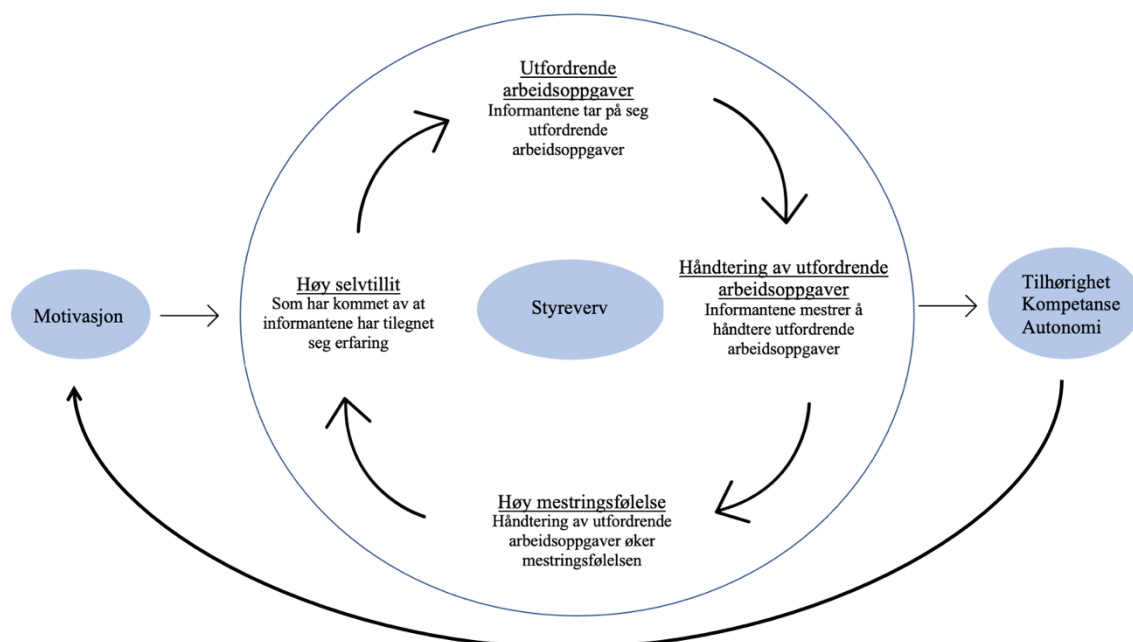 Utfordrende
arbeidsoppgaver
Informantene tar på seg
utfordrende
arbeidsoppgaver
Håndtering av utfordrende
arbeidsoppgaver
Informantene mestrer å
håndtere utfordrende
arbeidsoppgaver
Høy mestringsfølelse
Håndtering av utfordrende
arbeidsoppgaver øker
mestringsfølelsen
Høy selvtillit
Som har kommet av at
informantene har tilegnet
seg erfaring
Styreverv
Motivasjon
Tilhørighet
Kompetanse
Autonomi